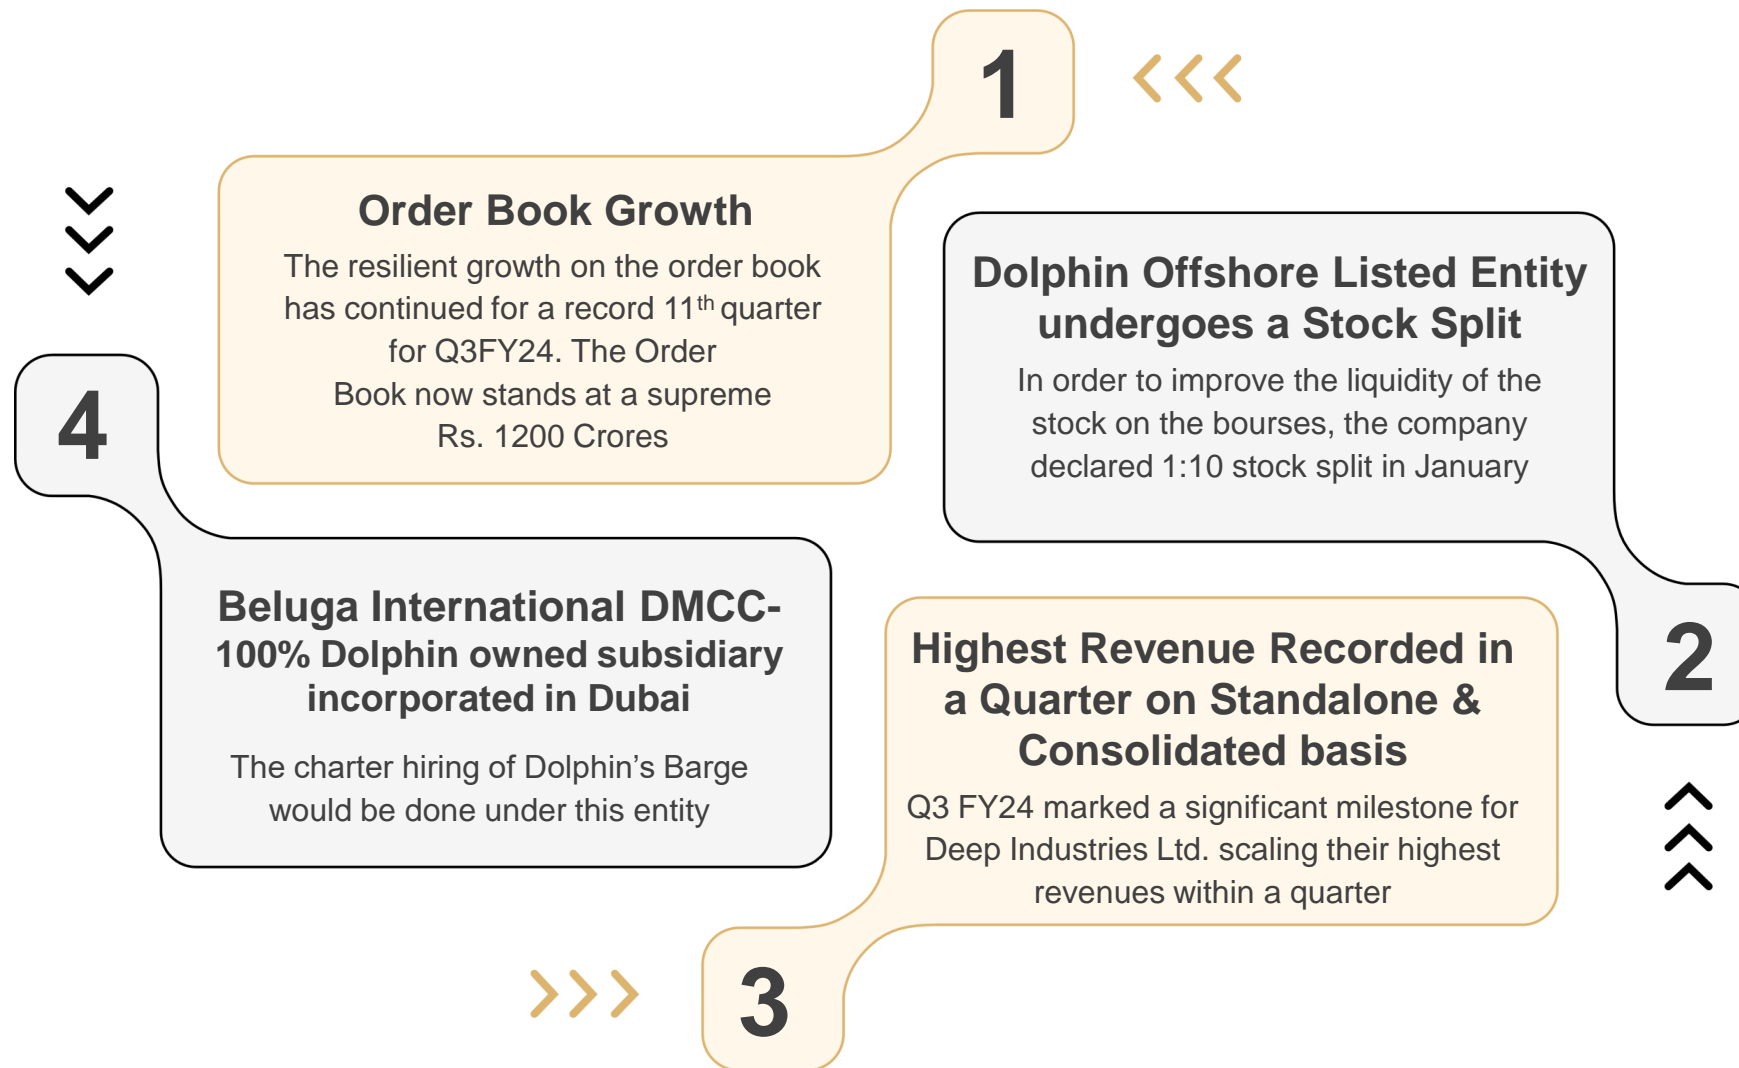 1
Order Book Growth
The resilient growth on the order book
has continued for a record 11th quarter
for Q3FY24. The Order
Book now stands at a supreme
Rs. 1200 Crores
2
Dolphin Offshore Listed Entity
undergoes a Stock Split
In order to improve the liquidity of the
stock on the bourses, the company
declared 1:10 stock split in January
3
Highest Revenue Recorded in
a Quarter on Standalone &
Consolidated basis
Q3 FY24 marked a significant milestone for
Deep Industries Ltd. scaling their highest
revenues within a quarter
4
Beluga International DMCC-
100% Dolphin owned subsidiary
incorporated in Dubai
The charter hiring of Dolphin’s Barge
would be done under this entity